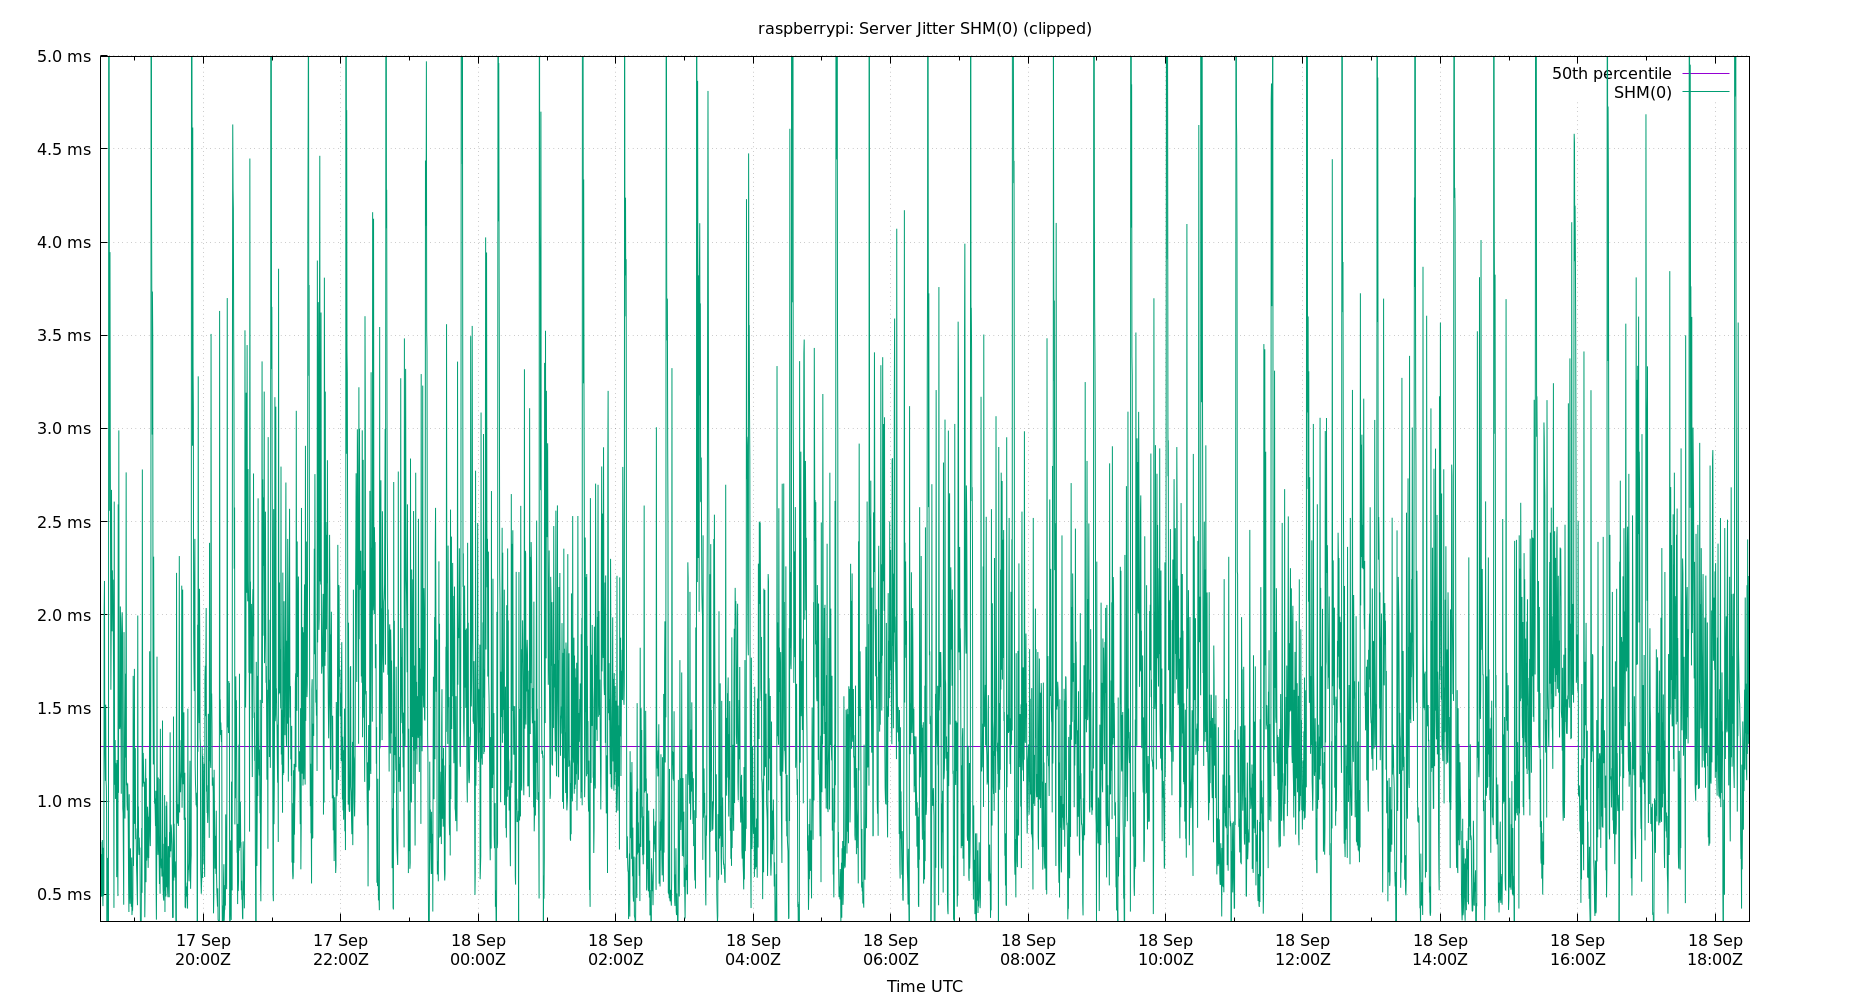 raspberrypi: Server Jitter SHM(0) (clipped)
5.0 ms
50th percentile
SHM(0)
4.5 ms
4.0 ms
3.5 ms
3.0 ms
2.5 ms
2.0 ms
1.5 ms
1.0 ms
0.5 ms
17 Sep 17 Sep 18 Sep 18 Sep 18 Sep 18 Sep 18 Sep 18 Sep 18 Sep 18 Sep 18 Sep 18 Sep
20:00Z 22:00Z 00:00Z 02:00Z 04:00Z 06:00Z 08:00Z 10:00Z 12:00Z 14:00Z 16:00Z 18:00Z
Time UTC